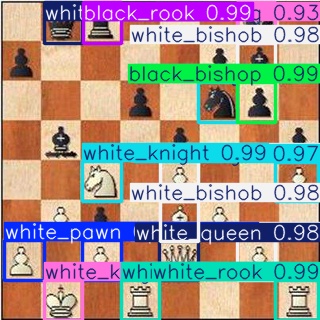 whit black_rook 0.99 0.93
white_bishob 0.98
black_bishop 0.99
white_knight 0.99 0.97
white_bishob 0.98
white_pawn white_queen 0.98
white_k whi white_rook 0.99